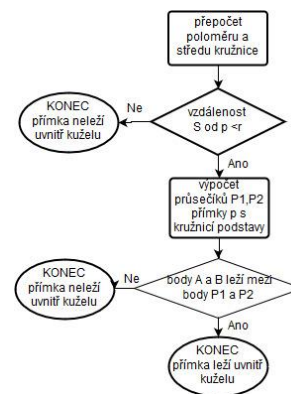 přepočet
poloměru a
středu kružnice
Ne
KONEC
přímka neleží
uvnitř kuželu
vzdálenost
S od p <r
Ano
výpočet
průsečíků P1,P2
přímky p s
kružnicí podstavy
Ne
KONEC
přímka neleží
uvnitř kuželu
body A a B leží mezi
body P1 a P2
Ano
KONEC
přímka leží uvnitř
kuželu